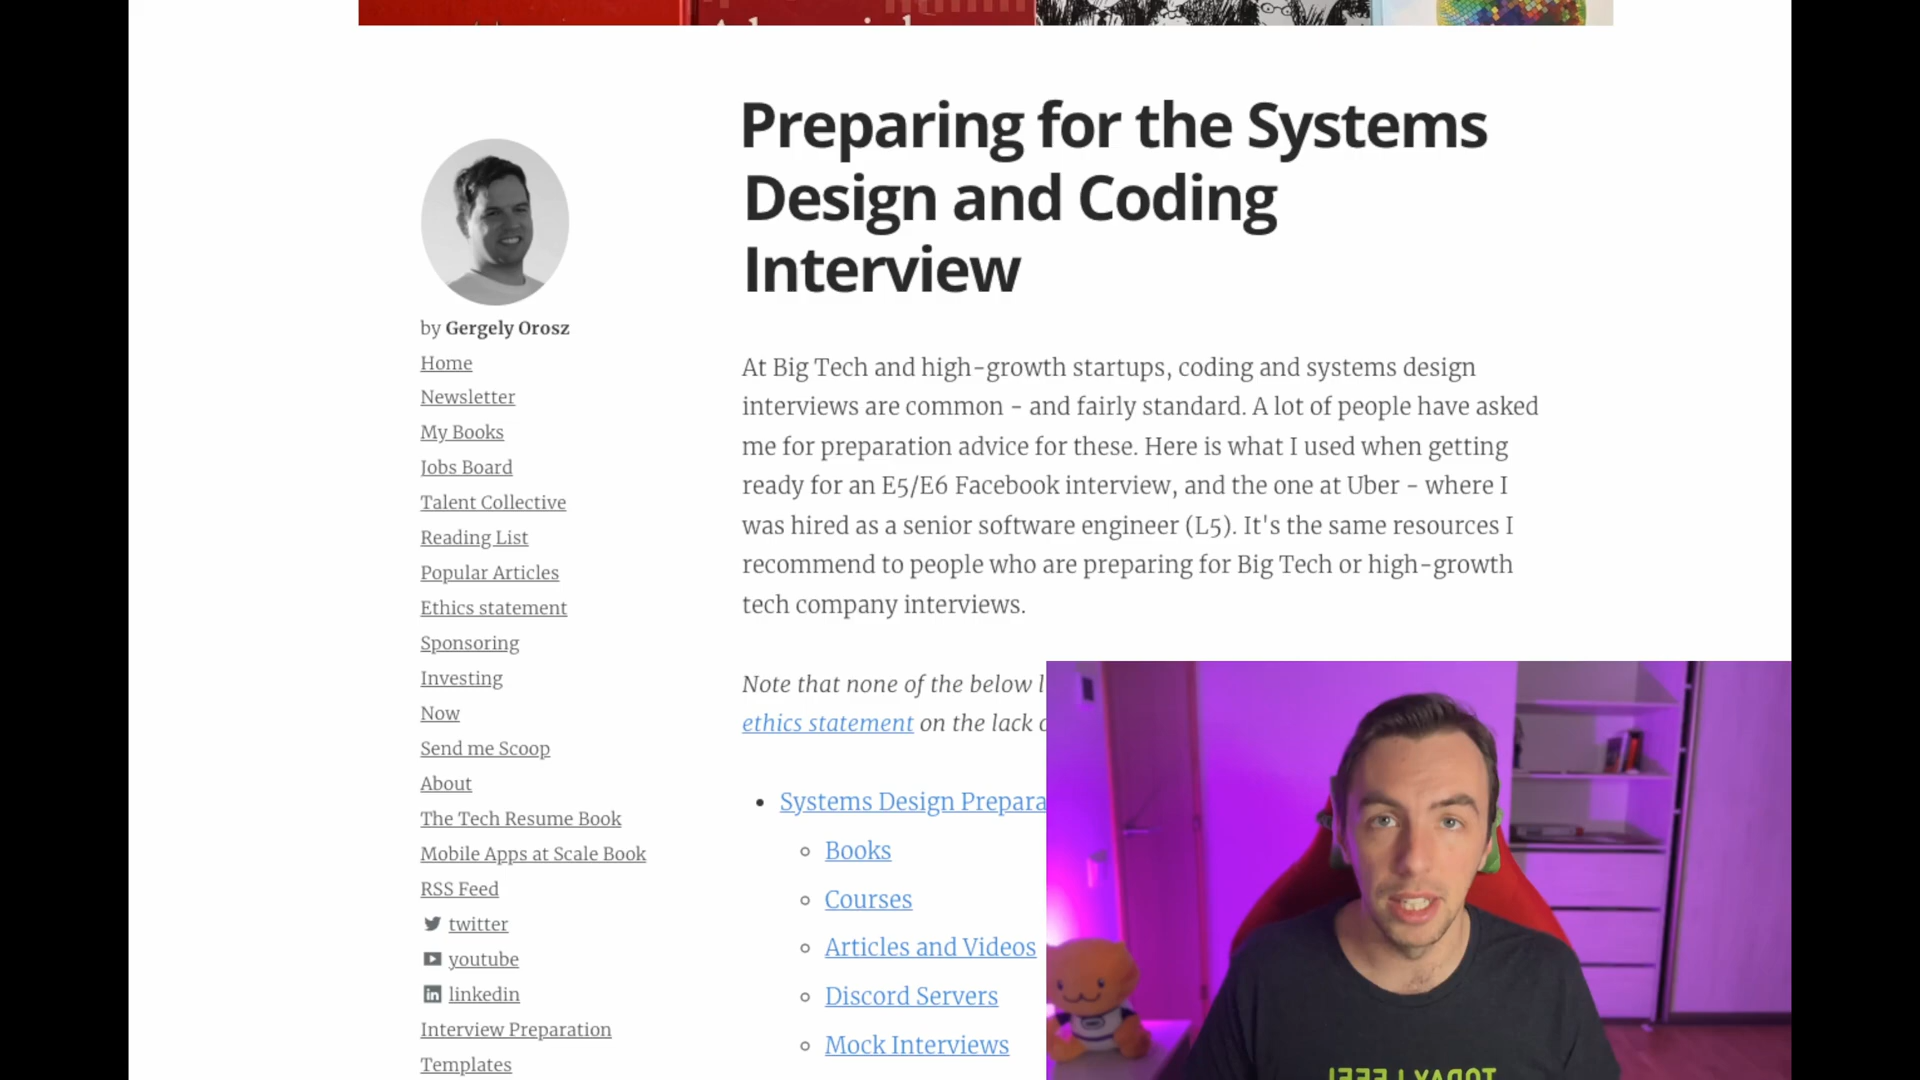 Preparing for the Systems
Design and Coding
Interview
by Gergely Orosz
Home
Newsletter
My Books
Jobs Board
Talent Collective
Reading List
Popular Articles
Ethics statement
Sponsoring
Investing
Now
Send me Scoop
About
The Tech Resume Book
Mobile Apps at Scale Book
RSS Feed
twitter
youtube
linkedin
Interview Preparation
Templates
At Big Tech and high-growth startups, coding and systems design
interviews are common - and fairly standard. A lot of people have asked
me for preparation advice for these. Here is what I used when getting
ready for an E5/E6 Facebook interview, and the one at Uber - where I
was hired as a senior software engineer (L5). It's the same resources I
recommend to people who are preparing for Big Tech or high-growth
tech company interviews.
Note that none of the below
ethics statement on the lack
Systems Design Prepara
Books
Courses
Articles and Videos
Discord Servers
Mock Interviews